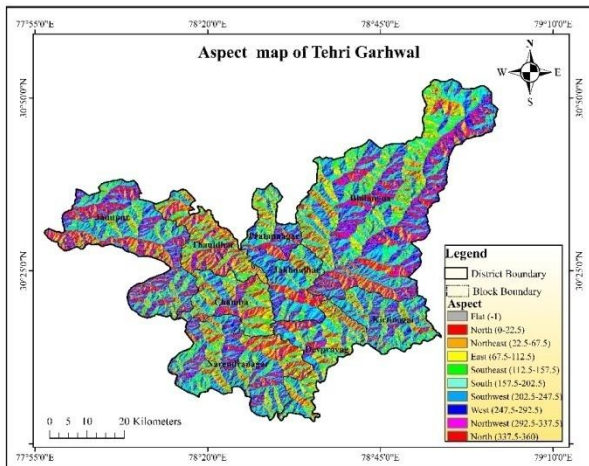 77°55'0"E 78°20'0"E 78°45'0"E 79°10'0"E
Aspect map of Tehri Garhwal
N
W E
S
30°50'0"N 30°50'0"N
Bhilangna
Jaunpur
Pratapnagar
Thauldhar
Jakhnidhar
30°25'0"N 30°25'0"N
Chamba
Kirtinagar
Devprayag
Narendranagar
Legend
District Boundary
Block Boundary
Aspect
Flat (-1)
North (0-22.5)
Northeast (22.5-67.5)
East (67.5-112.5)
Southeast (112.5-157.5)
South (157.5-202.5)
Southwest (202.5-247.5)
West (247.5-292.5)
Northwest (292.5-337.5)
North (337.5-360)
0 5 10 20 Kilometers
77°55'0"E 78°20'0"E 78°45'0"E 79°10'0"E